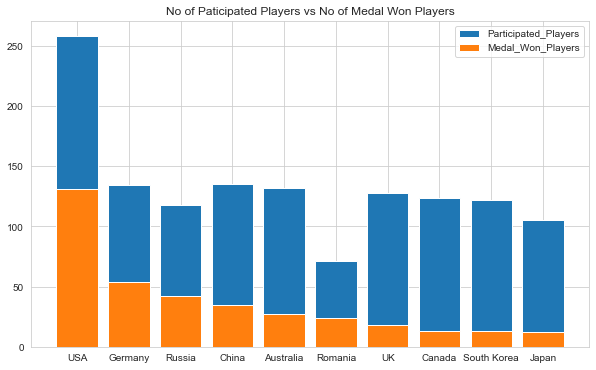 No of Paticipated Players vs No of Medal Won Players
Participated_Players
Medal_Won_Players
250
200
150
100
50
0
USA Germany Russia China Australia Romania UK Canada South Korea Japan